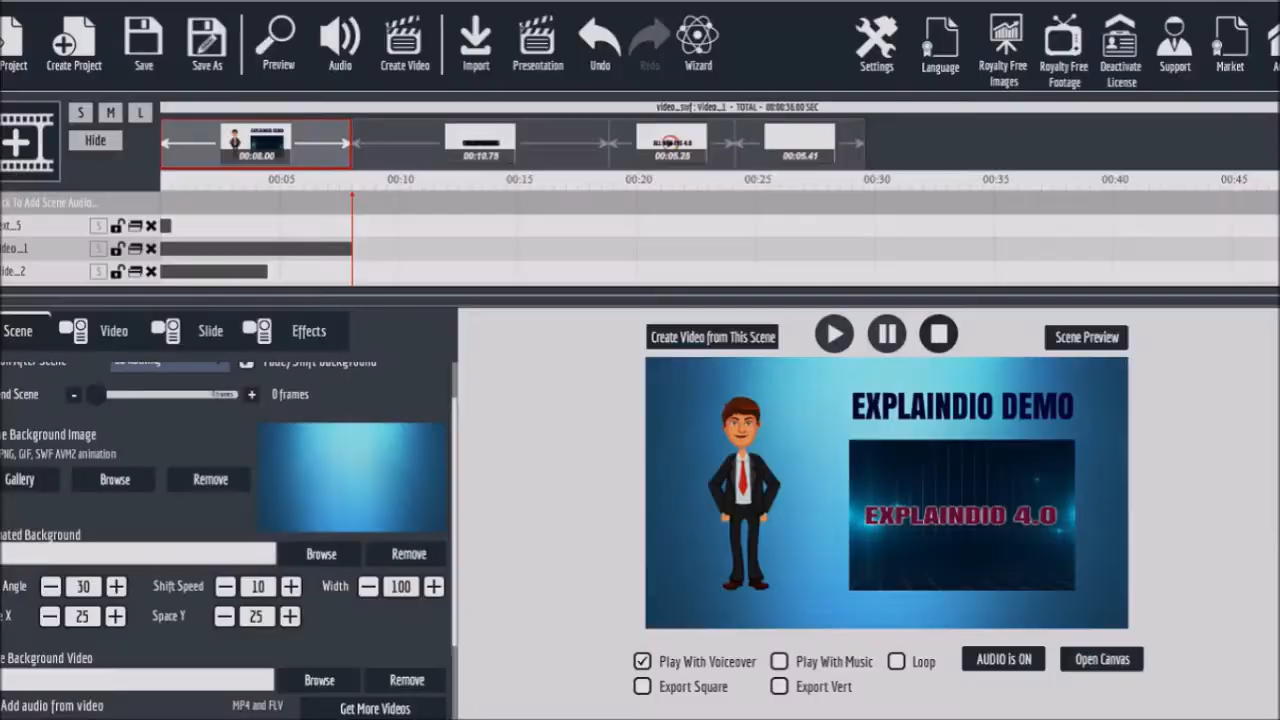 Project
Create Project
Save
Save As
Preview
Audio
Create Video
Import
Presentation
Undo
Redo
Wizard
Settings
Language
Royalty Free Images
Royalty Free Footage
Deactivate License
Support
Market
S M L
Hide
video_swf: Video_1 - TOTAL - 00:00:36.00 SEC
00:08.00
00:10.75
00:05.25
00:05.41
00:05 00:10 00:15 00:20 00:25 00:30 00:35 00:40 00:45
ck To Add Scene Audio...
ext_5 S
ideo_1 S
lide_2 S
Scene Video Slide Effects
Fade/Shift Background
nd Scene - frames + 0 frames
e Background Image
PNG, GIF, SWF AVM2 animation
Gallery Browse Remove
nated Background
Browse Remove
Angle 30 Shift Speed 10 Width 100
e X 25 Space Y 25
e Background Video
Browse Remove
Add audio from video MP4 and FLV Get More Videos
Create Video from This Scene
Scene Preview
EXPLAINDIO DEMO
EXPLAINDIO 4.0
Play With Voiceover Play With Music Loop AUDIO is ON Open Canvas
Export Square Export Vert